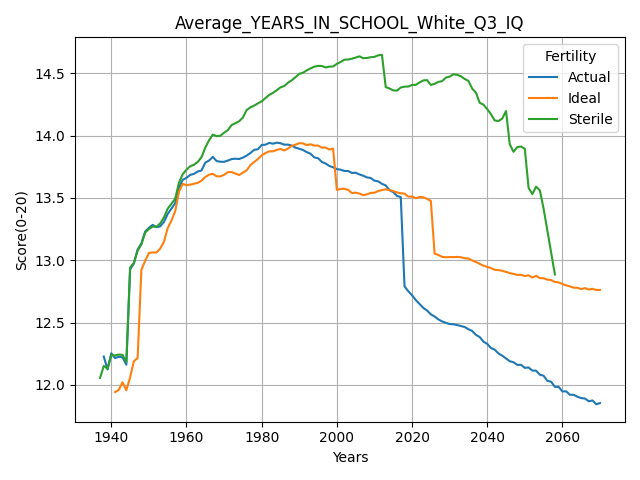 Average_YEARS_IN_SCHOOL_White_Q3_IQ
Fertility
Actual
Ideal
Sterile
Score(0-20)
14.5
14.0
13.5
13.0
12.5
12.0
1940 1960 1980 2000 2020 2040 2060
Years